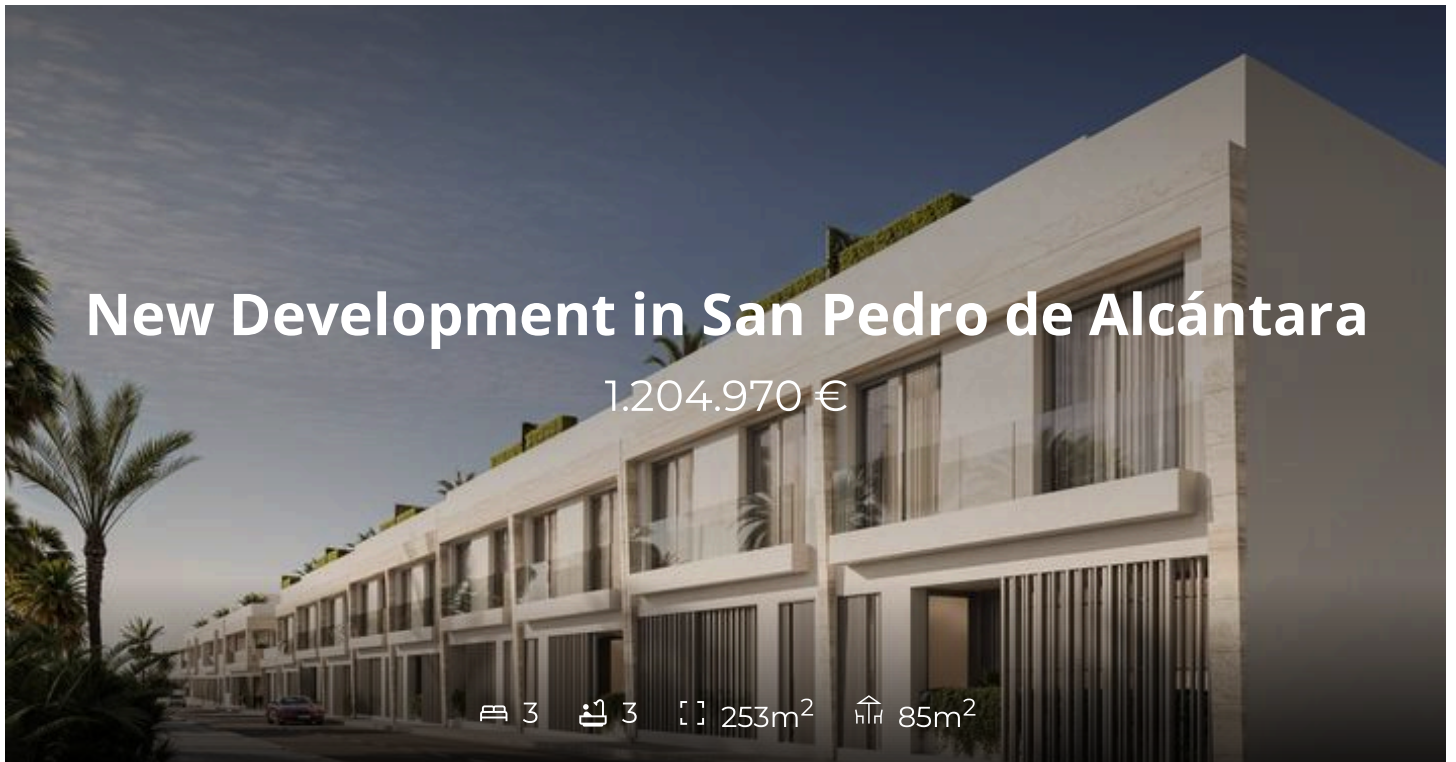 New Development in San Pedro de Alcántara
1.204.970 €
3 3 253m² 85m²